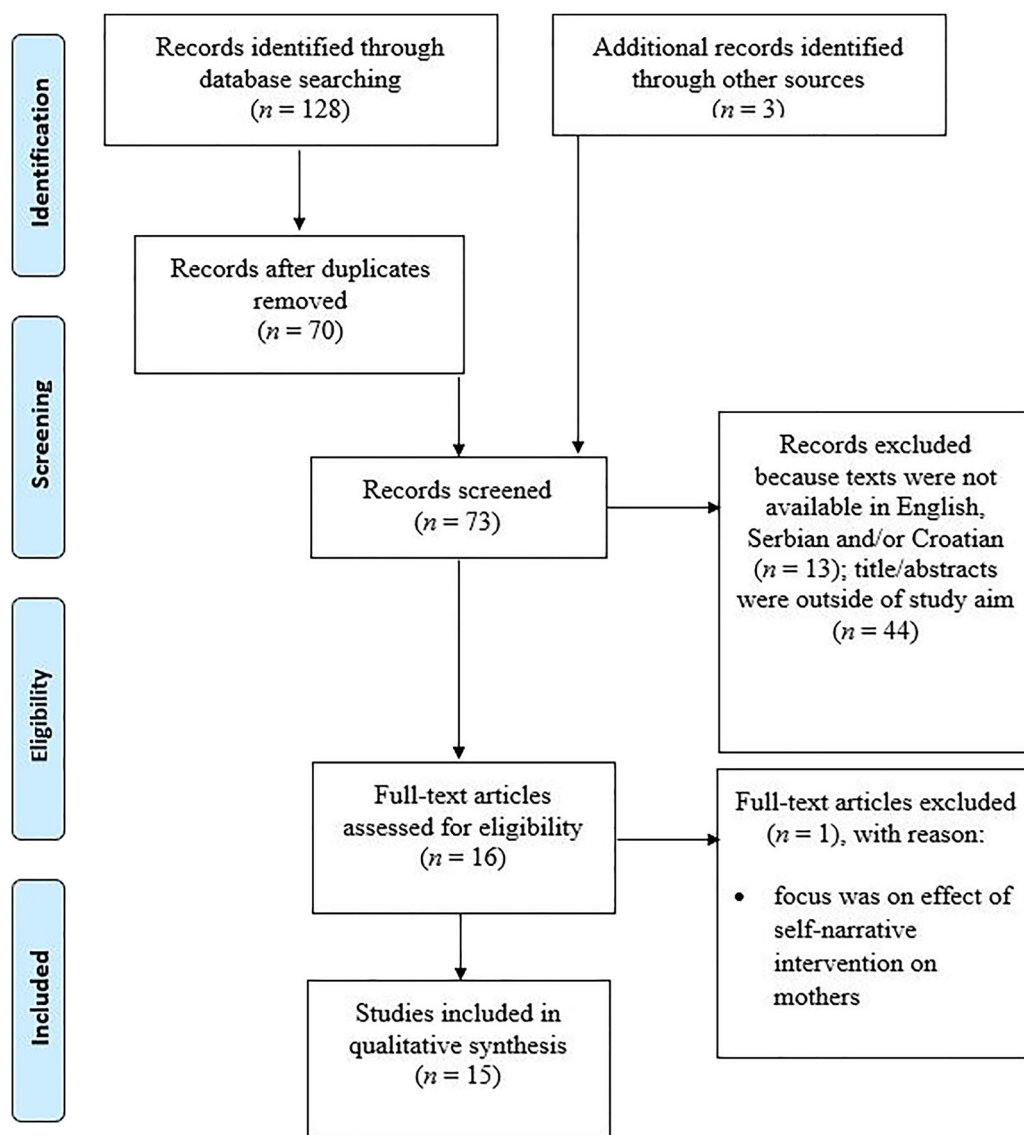 Identification
Records identified through
database searching
(n = 128)
Additional records identified
through other sources
(n = 3)
Records after duplicates
removed
(n = 70)
Screening
Records screened
(n = 73)
Records excluded
because texts were not
available in English,
Serbian and/or Croatian
(n = 13); title/abstracts
were outside of study aim
(n = 44)
Eligibility
Full-text articles
assessed for eligibility
(n = 16)
Full-text articles excluded
(n = 1), with reason:
• focus was on effect of
self-narrative
intervention on
mothers
Included
Studies included in
qualitative synthesis
(n = 15)